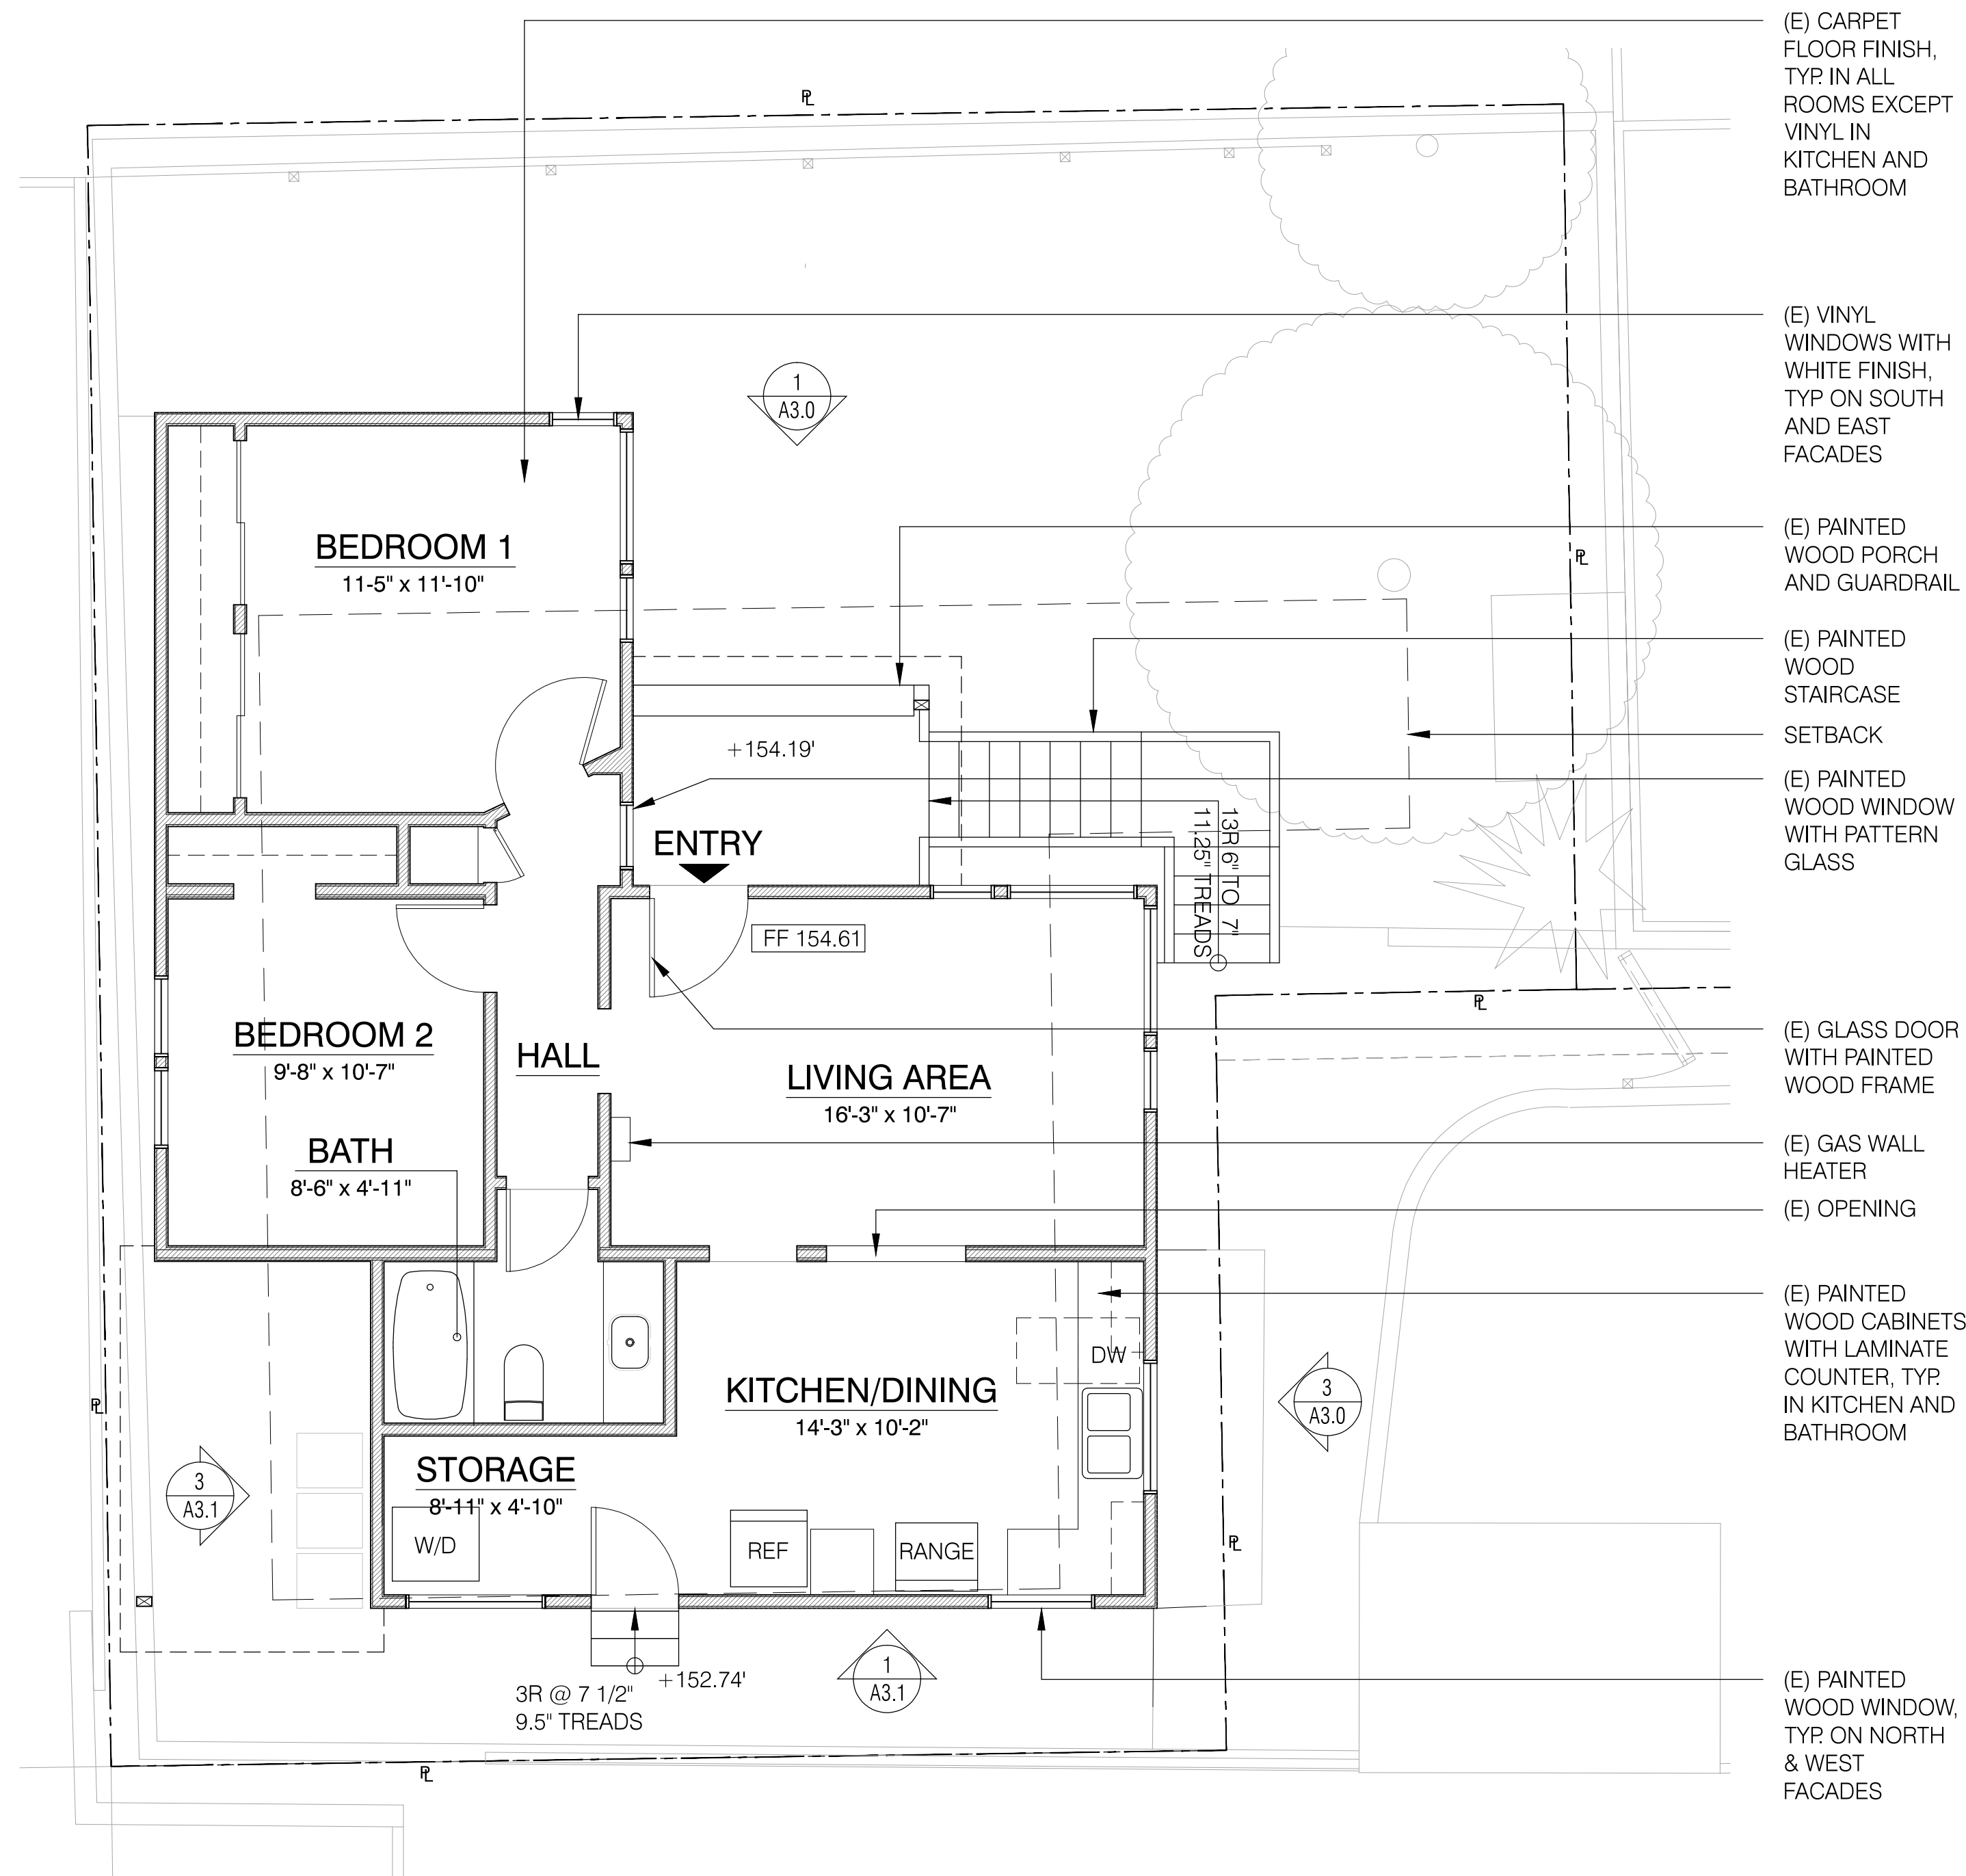 (E) CARPET
FLOOR FINISH,
TYP. IN ALL
ROOMS EXCEPT
VINYL IN
KITCHEN AND
BATHROOM
(E) VINYL
WINDOWS WITH
WHITE FINISH,
TYP ON SOUTH
AND EAST
FACADES
(E) PAINTED
WOOD PORCH
AND GUARDRAIL
(E) PAINTED
WOOD
STAIRCASE
SETBACK
(E) PAINTED
WOOD WINDOW
WITH PATTERN
GLASS
(E) GLASS DOOR
WITH PAINTED
WOOD FRAME
(E) GAS WALL
HEATER
(E) OPENING
(E) PAINTED
WOOD CABINETS
WITH LAMINATE
COUNTER, TYP.
IN KITCHEN AND
BATHROOM
(E) PAINTED
WOOD WINDOW,
TYP. ON NORTH
& WEST
FACADES
PL
1
A3.0
BEDROOM 1
11-5" x 11'-10"
PL
+154.19'
13R 6" TO 7"
11.25" TREADS
ENTRY
FF 154.61
PL
BEDROOM 2
9'-8" x 10'-7"
HALL
LIVING AREA
16'-3" x 10'-7"
BATH
8'-6" x 4'-11"
DW
KITCHEN/DINING
14'-3" x 10'-2"
3
A3.0
PL
STORAGE
8'-11" x 4'-10"
3
A3.1
W/D
REF
RANGE
PL
1
A3.1
+152.74'
3R @ 7 1/2"
9.5" TREADS
PL